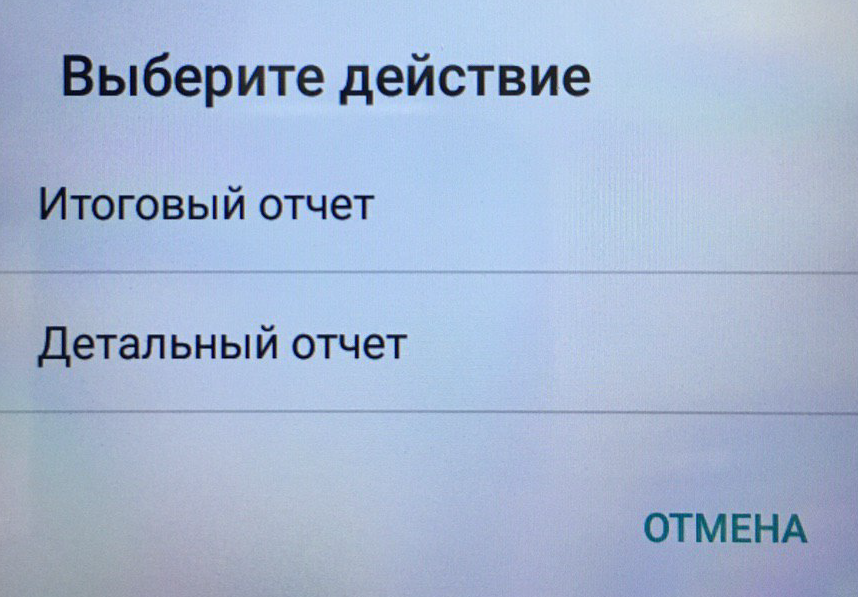 Выберите действие
Итоговый отчет
Детальный отчет
ОТМЕНА